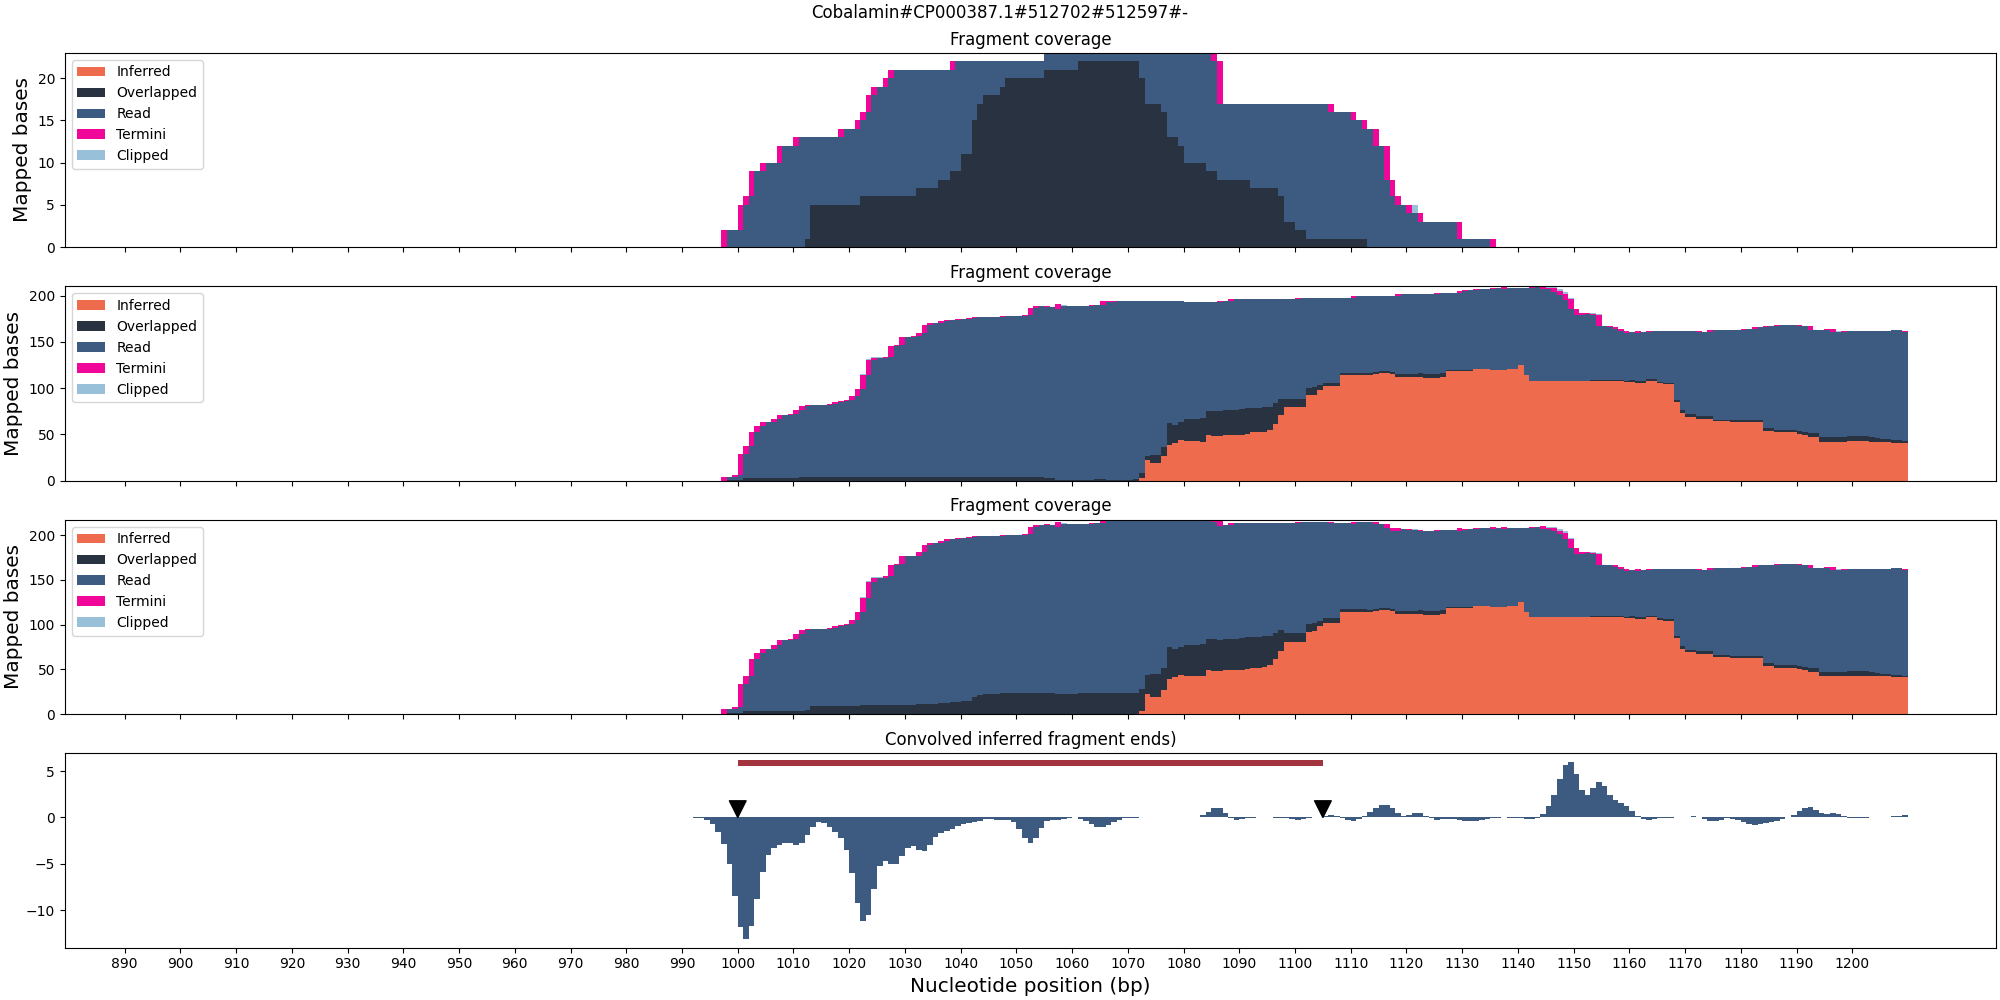 Cobalamin#CP000387.1#512702#512597#-
Fragment coverage
Mapped bases
20
15
10
5
0
Inferred
Overlapped
Read
Termini
Clipped
Fragment coverage
Mapped bases
200
150
100
50
0
Inferred
Overlapped
Read
Termini
Clipped
Fragment coverage
Mapped bases
200
150
100
50
0
Inferred
Overlapped
Read
Termini
Clipped
Convolved inferred fragment ends)
5
0
−5
−10
890 900 910 920 930 940 950 960 970 980 990 1000 1010 1020 1030 1040 1050 1060 1070 1080 1090 1100 1110 1120 1130 1140 1150 1160 1170 1180 1190 1200
Nucleotide position (bp)